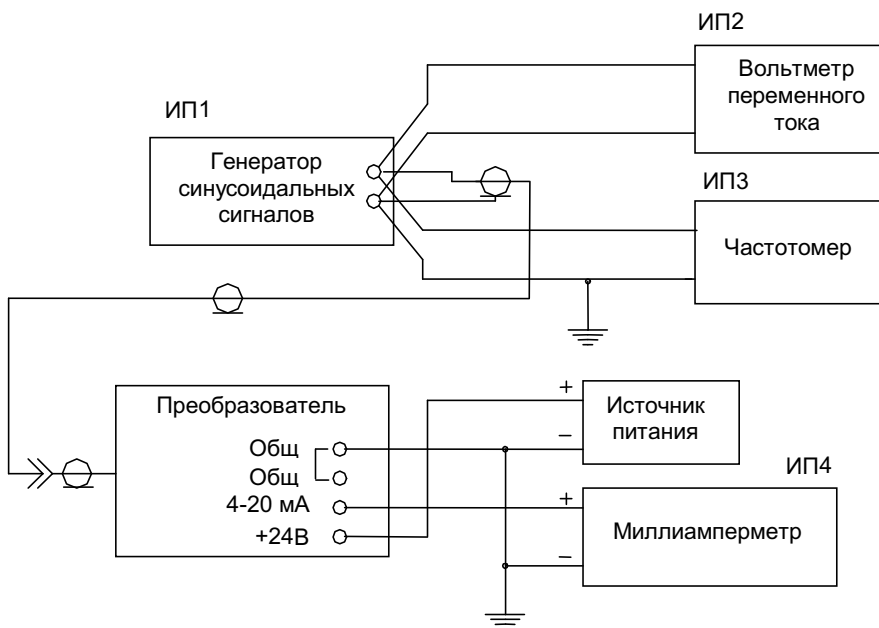 ИП2
Вольтметр
переменного
тока
ИП1
Генератор
синусоидальных
сигналов
ИП3
Частотомер
Преобразователь
Общ
Общ
4-20 мА
+24В
+
Источник
питания
–
ИП4
+
Миллиамперметр
–